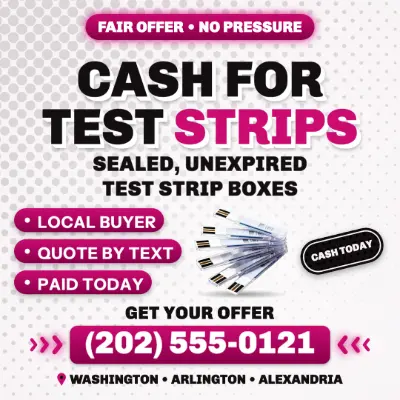 FAIR OFFER • NO PRESSURE
CASH FOR
TEST STRIPS
SEALED, UNEXPIRED
TEST STRIP BOXES
• LOCAL BUYER
• QUOTE BY TEXT
• PAID TODAY
CASH TODAY
GET YOUR OFFER
(202) 555-0121
WASHINGTON • ARLINGTON • ALEXANDRIA